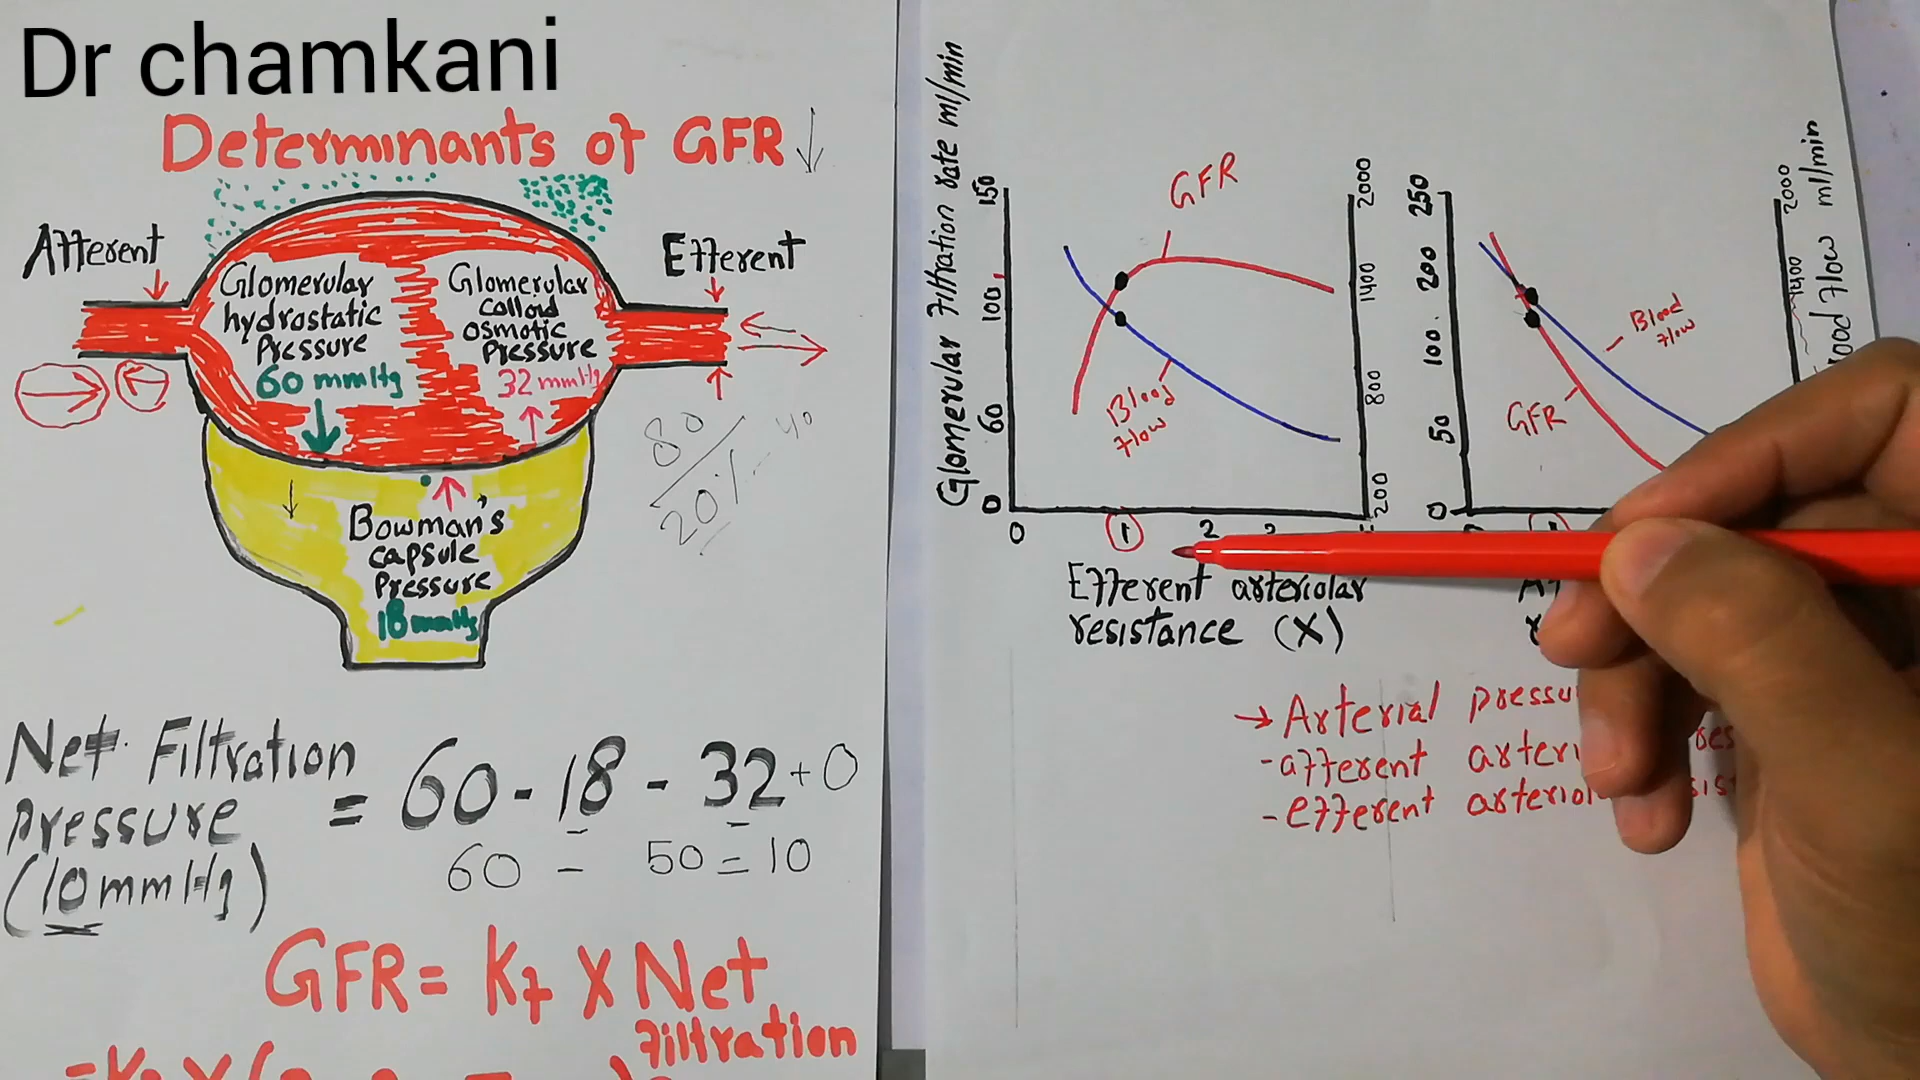 Dr chamkani
Determinants of GFR ↓
Afferent
Efferent
Glomerular
hydrostatic
Pressure
60 mmHg
Glomerular
colloid
osmotic
Pressure
32 mmHg
80
20%
40
Bowman's
capsule
Pressure
18 mmHg
Net Filtration
Pressure
(10 mmHg)
= 60 - 18 - 32 + 0
60 - 50 = 10
GFR = Kf X Net
Filtration
Glomerular Filtration rate ml/min
150
100
60
0
GFR
Blood
flow
2000
1400
800
200
0
1
2
3
Efferent arteriolar
resistance (X)
250
200
100
50
0
Blood
flow
GFR
2000
1400
flow ml/min
→ Arterial
- afferent
- efferent